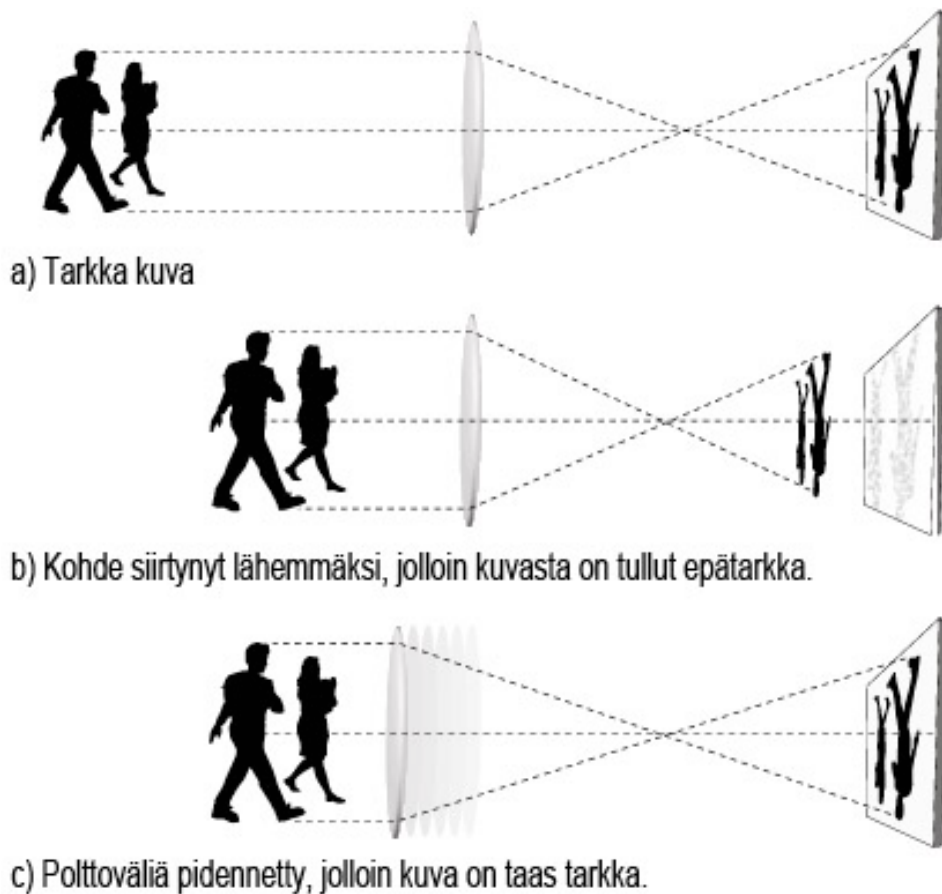 a) Tarkka kuva
b) Kohde siirtynyt lähemmäksi, jolloin kuvasta on tullut epätarkka.
c) Polttoväliä pidennetty, jolloin kuva on taas tarkka.